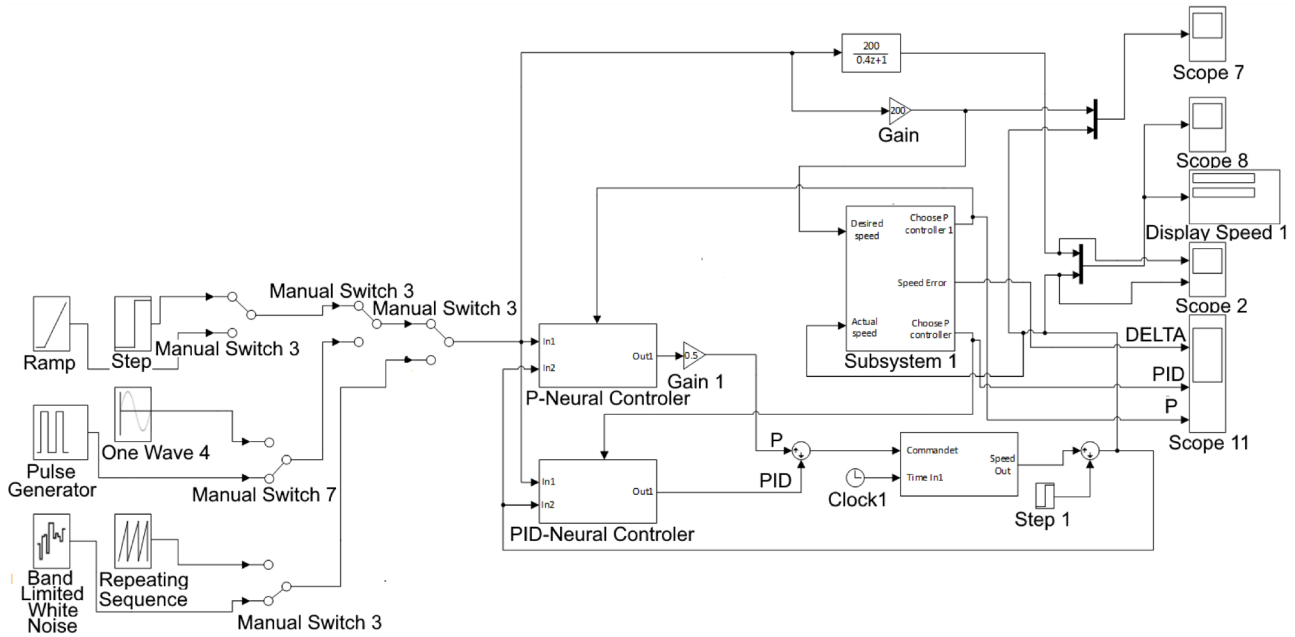 200
0.4z+1
Scope 7
200
Gain
Scope 8
Display Speed 1
Desired
speed
Choose P
controller 1
Speed Error
Actual
speed
Choose P
controller
Subsystem 1
Scope 2
DELTA
PID
P
Scope 11
Manual Switch 3
Manual Switch 3
Manual Switch 3
Ramp
Step
In1
In2
Out1
0.5
Gain 1
P-Neural Controler
One Wave 4
Pulse
Generator
Manual Switch 7
In1
In2
Out1
PID-Neural Controler
P
PID
Commandet
Time In1
Speed
Out
Clock1
Step 1
Band
Limited
White
Noise
Repeating
Sequence
Manual Switch 3